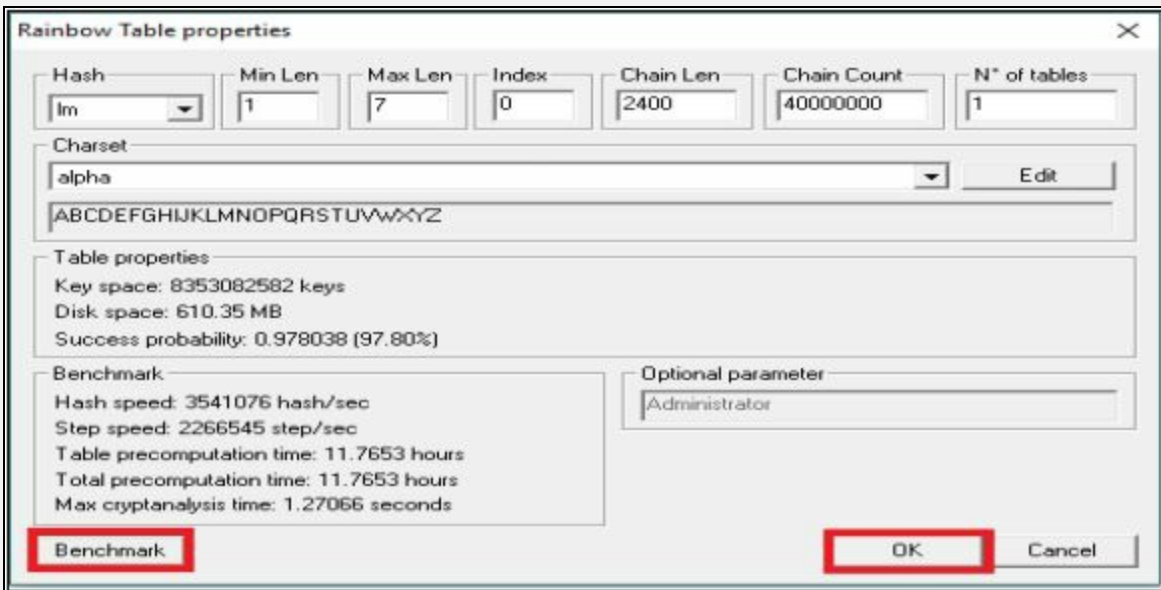 Rainbow Table properties
Hash Min Len Max Len Index Chain Len Chain Count N° of tables
lm 1 7 0 2400 40000000 1
Charset
alpha Edit
ABCDEFGHIJKLMNOPQRSTUVWXYZ
Table properties
Key space: 8353082582 keys
Disk space: 610.35 MB
Success probability: 0.978038 (97.80%)
Benchmark Optional parameter
Hash speed: 3541076 hash/sec Administrator
Step speed: 2266545 step/sec
Table precomputation time: 11.7653 hours
Total precomputation time: 11.7653 hours
Max cryptanalysis time: 1.27066 seconds
Benchmark OK Cancel